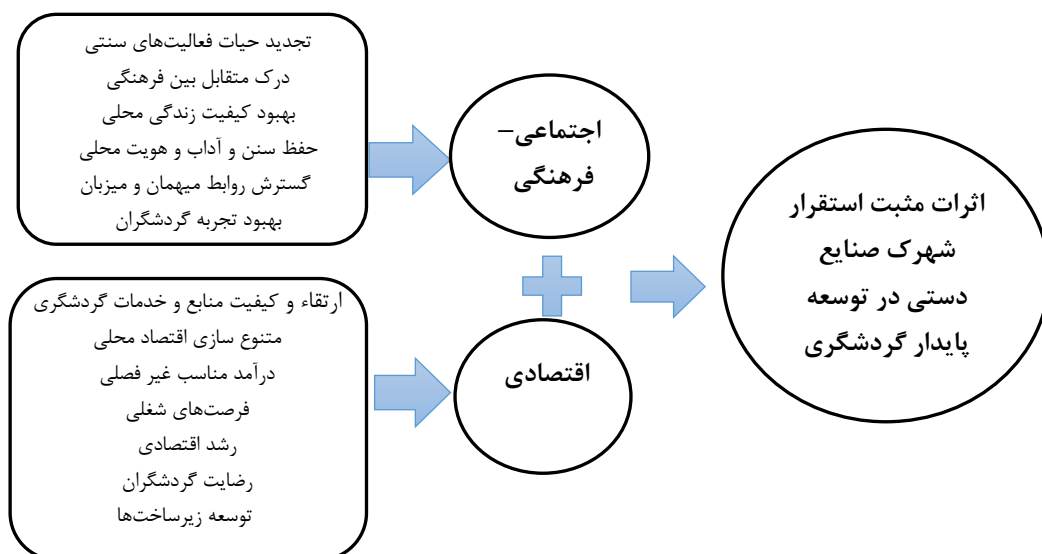 تجدید حیات فعالیت‌های سنتی
درک متقابل بین فرهنگی
بهبود کیفیت زندگی محلی
حفظ سنن و آداب و هویت محلی
گسترش روابط میهمان و میزبان
بهبود تجربه گردشگران
اجتماعی–
فرهنگی
ارتقاء و کیفیت منابع و خدمات گردشگری
متنوع سازی اقتصاد محلی
درآمد مناسب غیر فصلی
فرصت‌های شغلی
رشد اقتصادی
رضایت گردشگران
توسعه زیرساخت‌ها
اقتصادی
اثرات مثبت استقرار
شهرک صنایع
دستی در توسعه
پایدار گردشگری